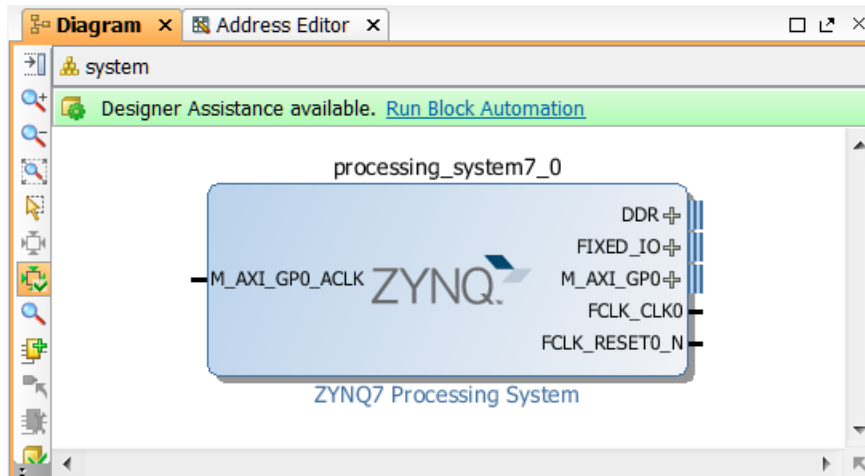 Diagram
Address Editor
system
Designer Assistance available. Run Block Automation
processing_system7_0
DDR
FIXED_IO
M_AXI_GP0_ACLK
ZYNQ
M_AXI_GP0
FCLK_CLK0
FCLK_RESET0_N
ZYNQ7 Processing System